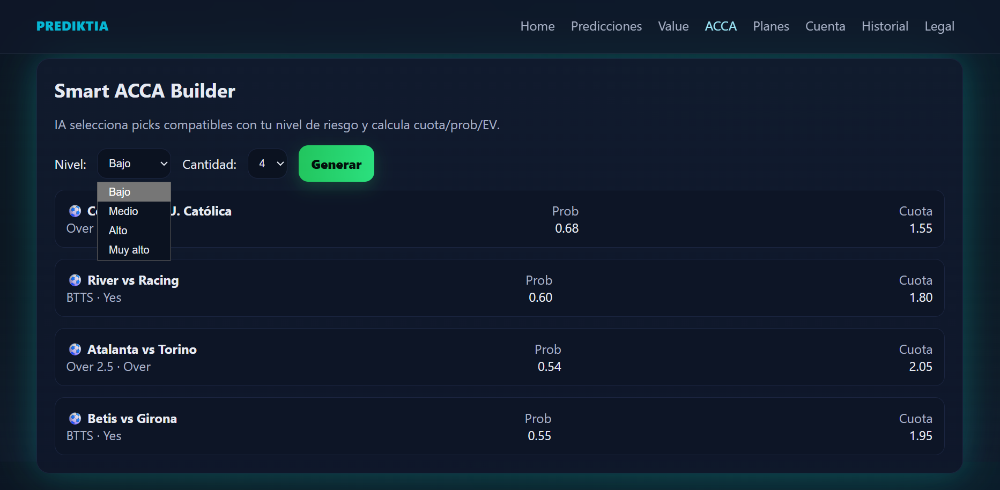 PREDIKTIA
Home Predicciones Value ACCA Planes Cuenta Historial Legal
Smart ACCA Builder
IA selecciona picks compatibles con tu nivel de riesgo y calcula cuota/prob/EV.
Nivel: Bajo Cantidad: 4 Generar
Bajo
Medio
Alto
Muy alto
J. Católica Prob Cuota
Over 0.68 1.55
River vs Racing Prob Cuota
BTTS · Yes 0.60 1.80
Atalanta vs Torino Prob Cuota
Over 2.5 · Over 0.54 2.05
Betis vs Girona Prob Cuota
BTTS · Yes 0.55 1.95